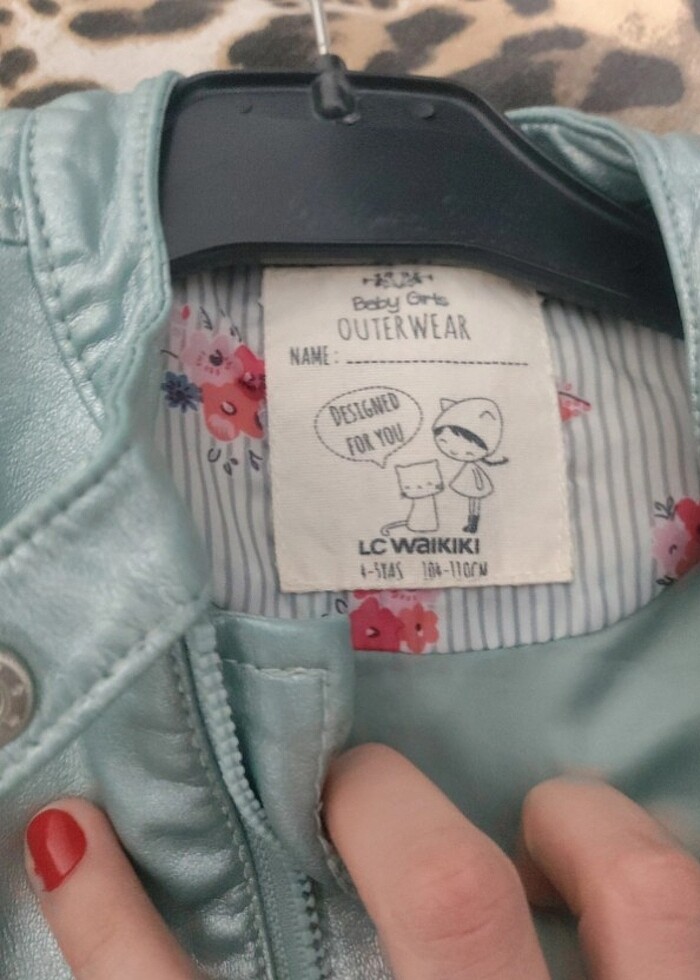 Baby Girls
OUTERWEAR
NAME:
DESIGNED
FOR YOU
LC WAIKIKI
4-5YAS 104-110CM